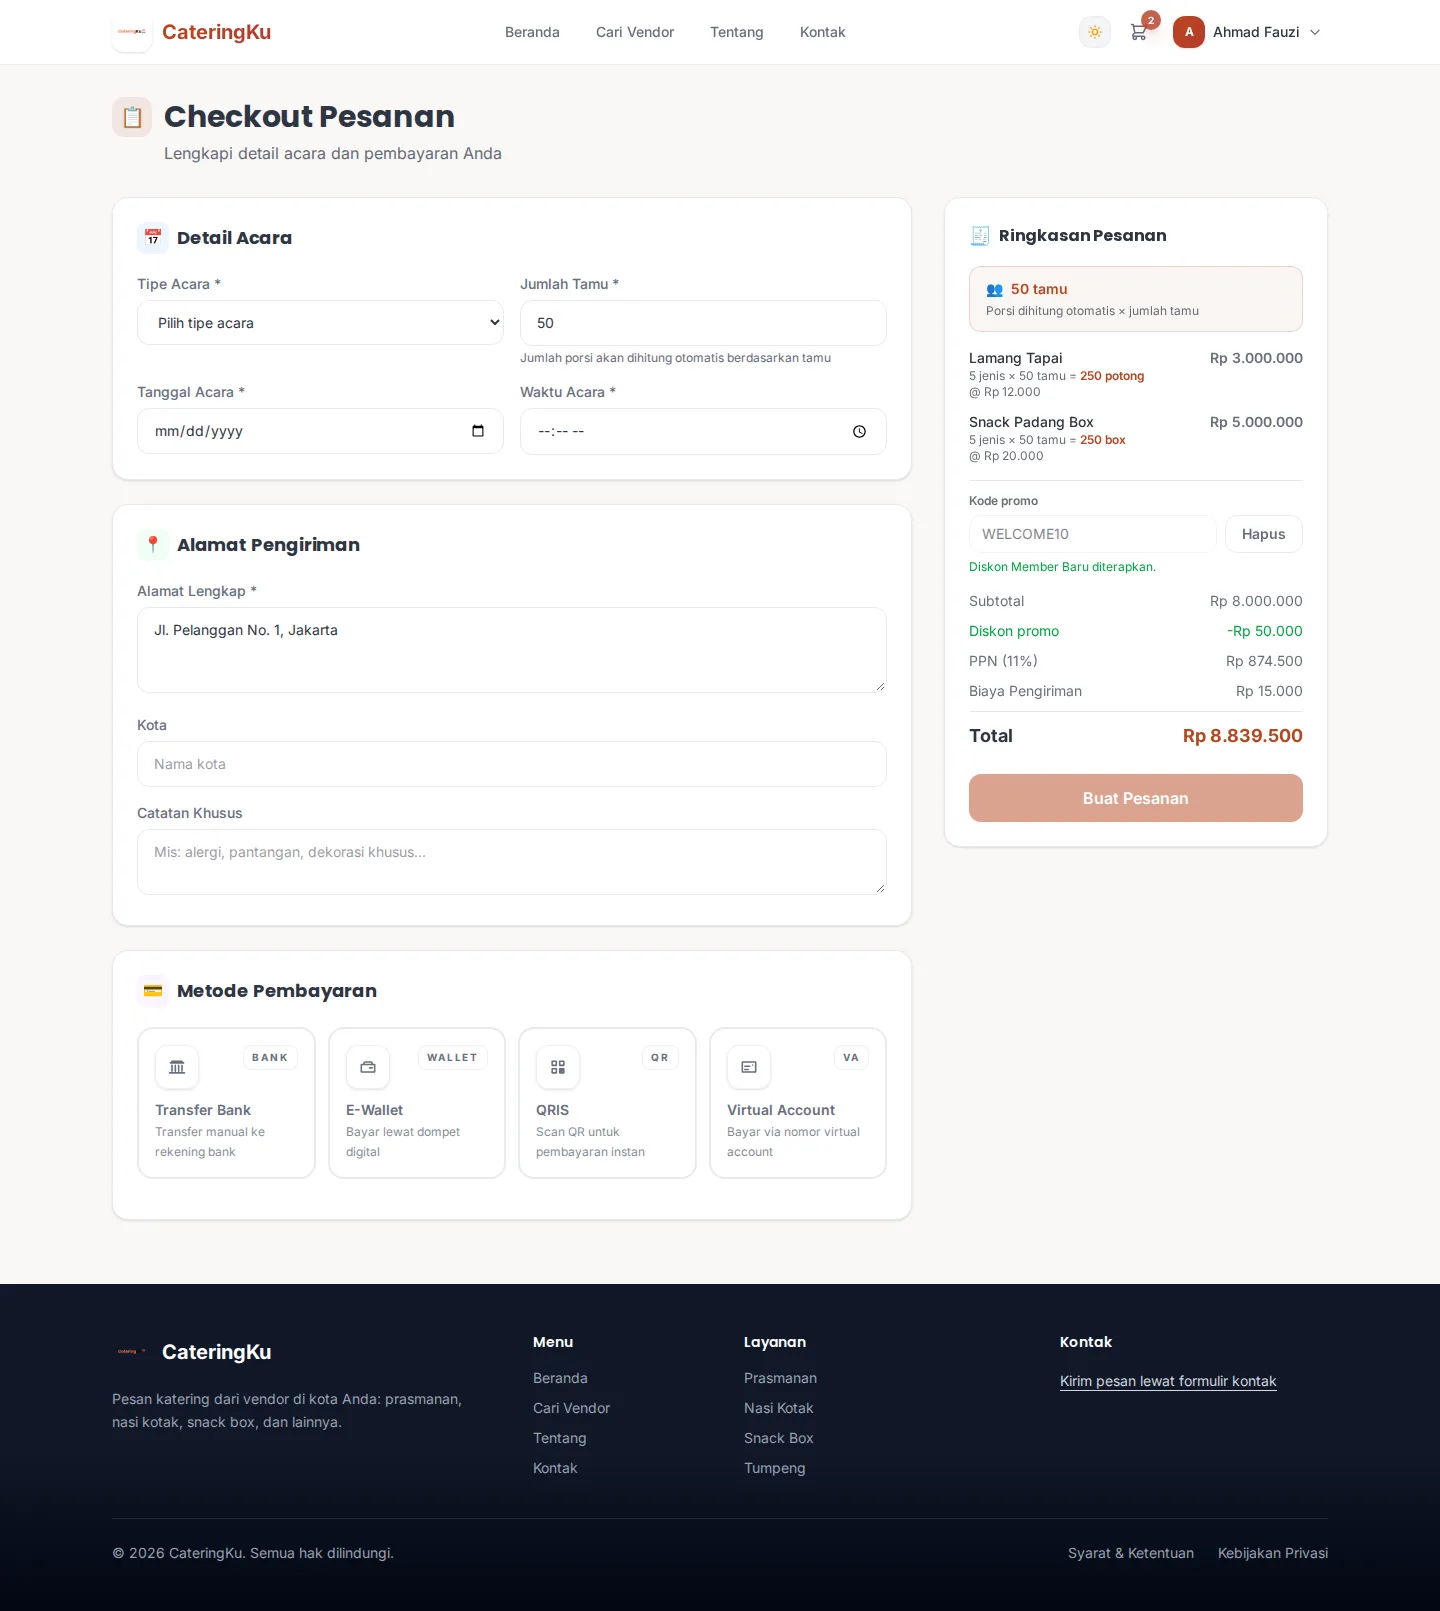 CateringKu
Beranda
Cari Vendor
Tentang
Kontak
2
A
Ahmad Fauzi
Checkout Pesanan
Lengkapi detail acara dan pembayaran Anda
Detail Acara
Tipe Acara *
Pilih tipe acara
Jumlah Tamu *
50
Jumlah porsi akan dihitung otomatis berdasarkan tamu
Tanggal Acara *
mm/dd/yyyy
Waktu Acara *
--:-- --
Alamat Pengiriman
Alamat Lengkap *
Jl. Pelanggan No. 1, Jakarta
Kota
Nama kota
Catatan Khusus
Mis: alergi, pantangan, dekorasi khusus...
Metode Pembayaran
BANK
Transfer Bank
Transfer manual ke
rekening bank
WALLET
E-Wallet
Bayar lewat dompet
digital
QR
QRIS
Scan QR untuk
pembayaran instan
VA
Virtual Account
Bayar via nomor virtual
account
Ringkasan Pesanan
50 tamu
Porsi dihitung otomatis × jumlah tamu
Lamang Tapai
Rp 3.000.000
5 jenis × 50 tamu = 250 potong
@ Rp 12.000
Snack Padang Box
Rp 5.000.000
5 jenis × 50 tamu = 250 box
@ Rp 20.000
Kode promo
WELCOME10
Hapus
Diskon Member Baru diterapkan.
Subtotal
Rp 8.000.000
Diskon promo
-Rp 50.000
PPN (11%)
Rp 874.500
Biaya Pengiriman
Rp 15.000
Total
Rp 8.839.500
Buat Pesanan
CateringKu
Pesan katering dari vendor di kota Anda: prasmanan,
nasi kotak, snack box, dan lainnya.
Menu
Beranda
Cari Vendor
Tentang
Kontak
Layanan
Prasmanan
Nasi Kotak
Snack Box
Tumpeng
Kontak
Kirim pesan lewat formulir kontak
© 2026 CateringKu. Semua hak dilindungi.
Syarat & Ketentuan
Kebijakan Privasi